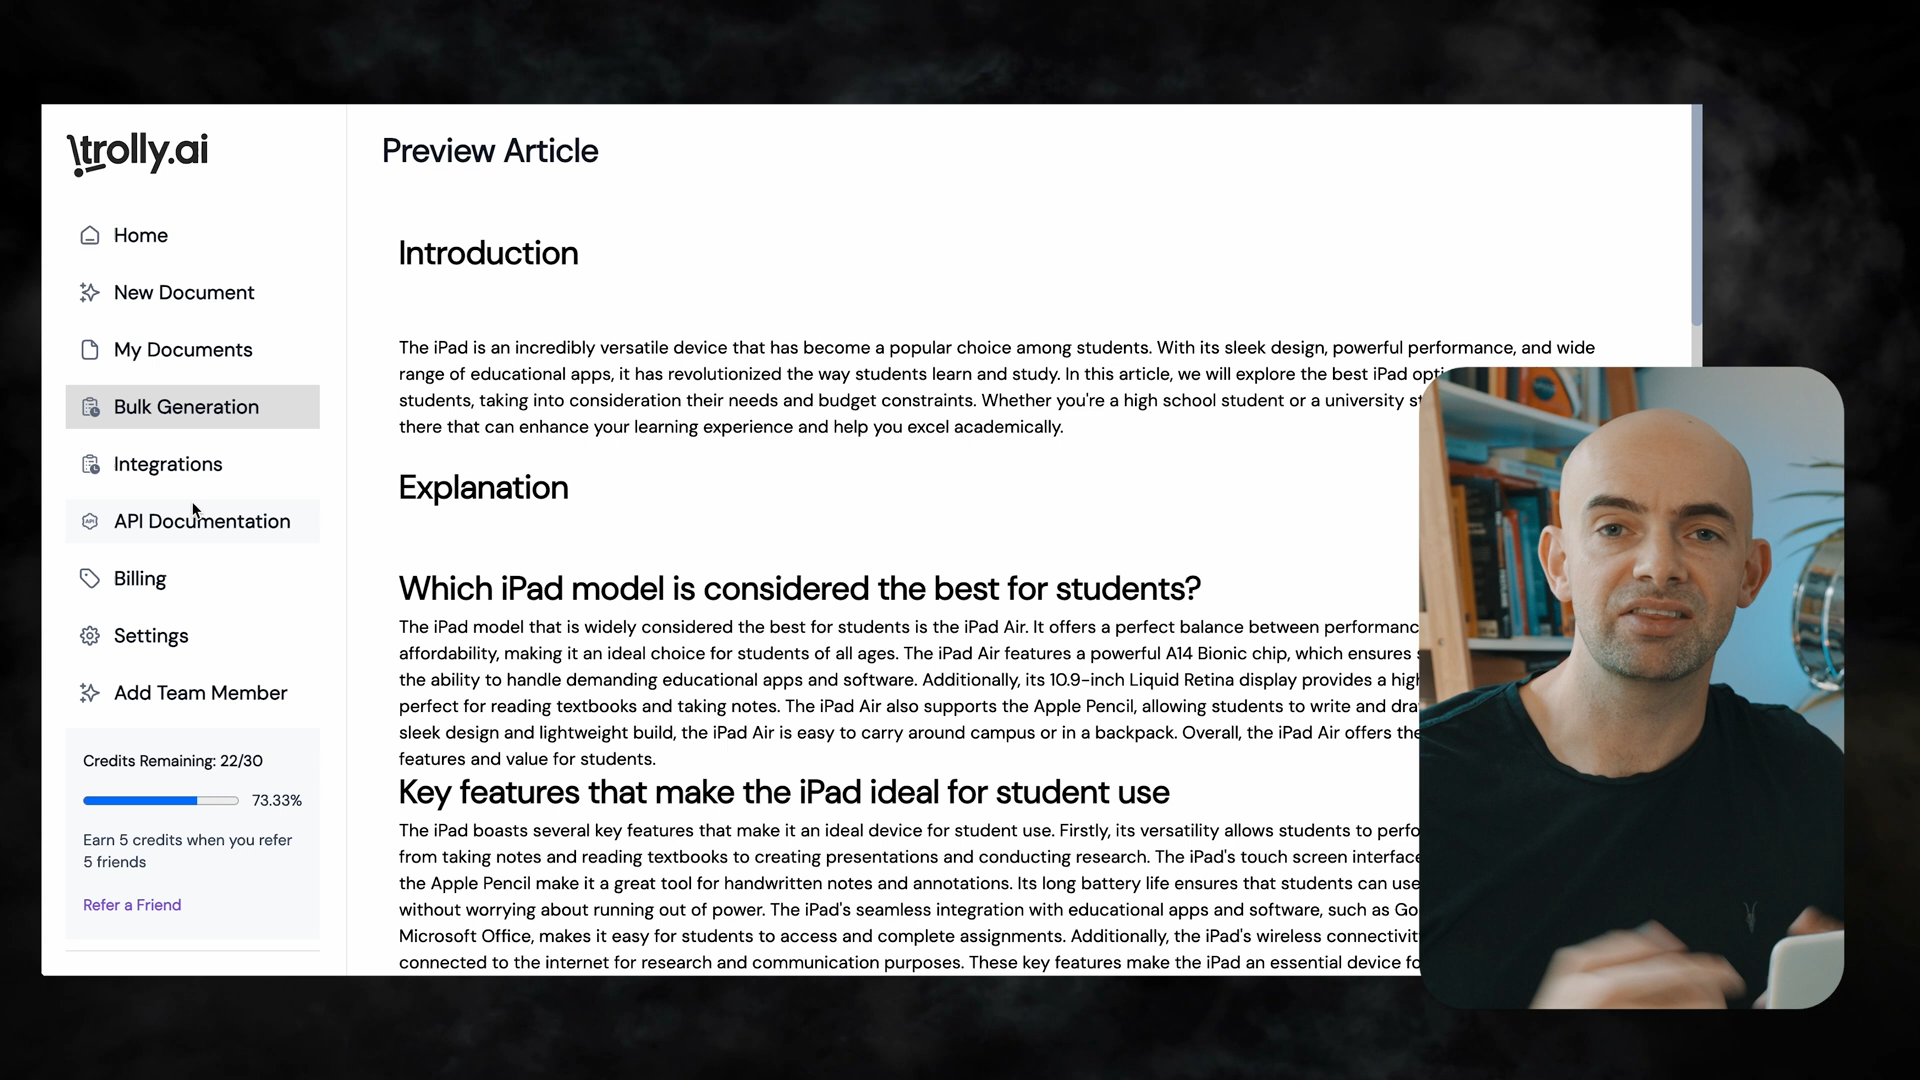 trolly.ai
Home
New Document
My Documents
Bulk Generation
Integrations
API Documentation
Billing
Settings
Add Team Member
Credits Remaining: 22/30
73.33%
Earn 5 credits when you refer
5 friends
Refer a Friend
Preview Article
Introduction
The iPad is an incredibly versatile device that has become a popular choice among students. With its sleek design, powerful performance, and wide
range of educational apps, it has revolutionized the way students learn and study. In this article, we will explore the best iPad
students, taking into consideration their needs and budget constraints. Whether you're a high school student or a university
there that can enhance your learning experience and help you excel academically.
Explanation
Which iPad model is considered the best for students?
The iPad model that is widely considered the best for students is the iPad Air. It offers a perfect balance between
affordability, making it an ideal choice for students of all ages. The iPad Air features a powerful A14 Bionic chip, which ensures
the ability to handle demanding educational apps and software. Additionally, its 10.9-inch Liquid Retina display provides a
perfect for reading textbooks and taking notes. The iPad Air also supports the Apple Pencil, allowing students to write and
sleek design and lightweight build, the iPad Air is easy to carry around campus or in a backpack. Overall, the iPad Air offers the
features and value for students.
Key features that make the iPad ideal for student use
The iPad boasts several key features that make it an ideal device for student use. Firstly, its versatility allows students to
from taking notes and reading textbooks to creating presentations and conducting research. The iPad's touch screen interface
the Apple Pencil make it a great tool for handwritten notes and annotations. Its long battery life ensures that students can use
without worrying about running out of power. The iPad's seamless integration with educational apps and software, such as
Microsoft Office, makes it easy for students to access and complete assignments. Additionally, the iPad's wireless
connected to the internet for research and communication purposes. These key features make the iPad an essential device